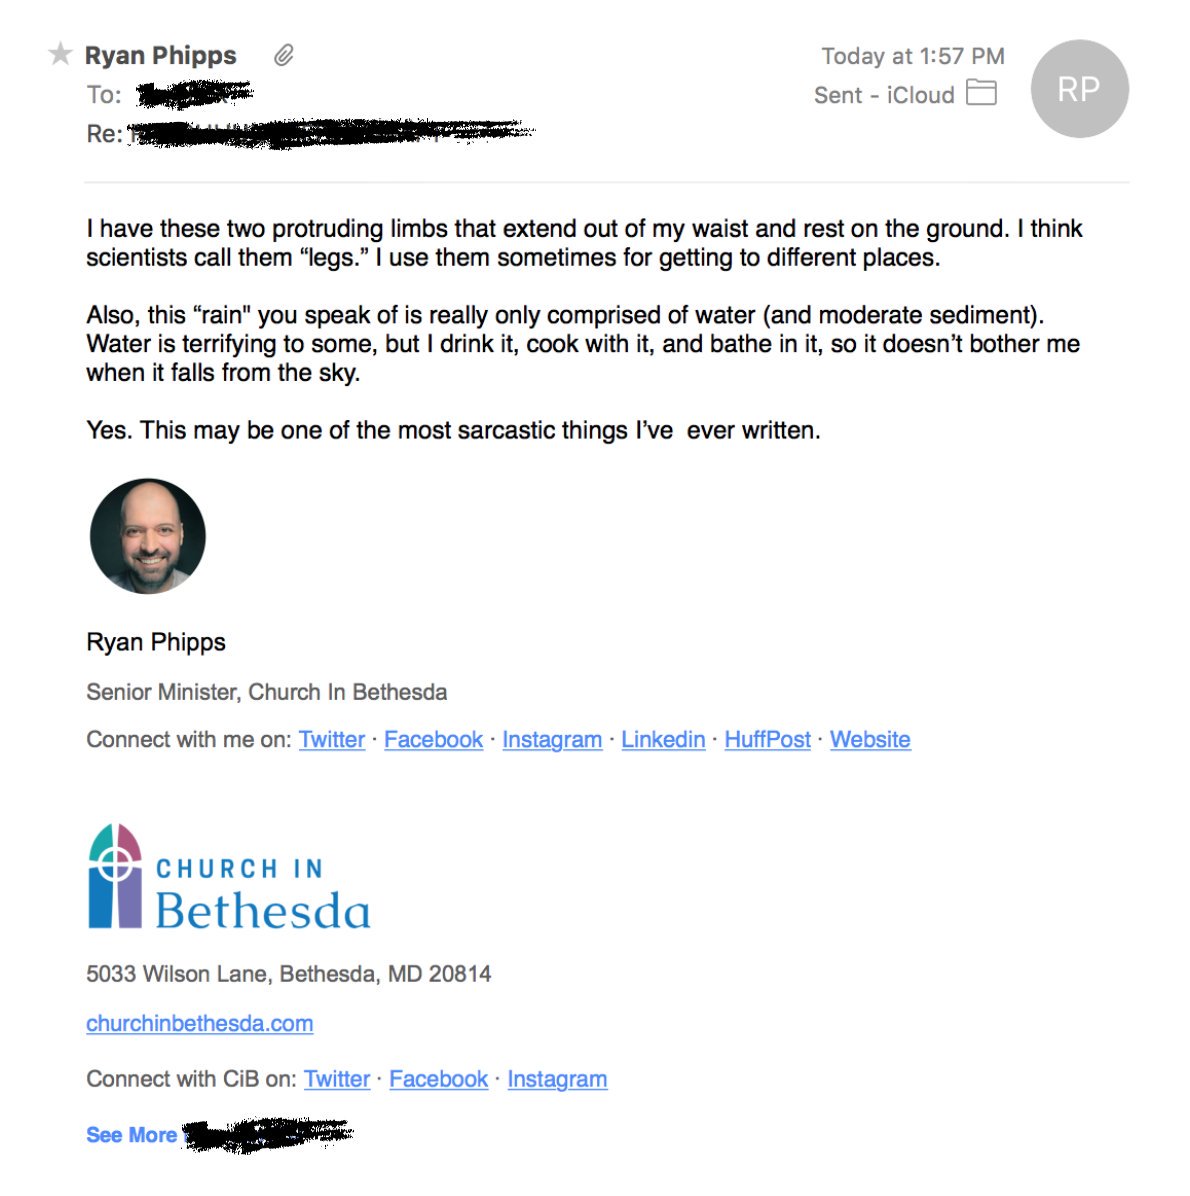 Ryan Phipps
Today at 1:57 PM
To:
Sent - iCloud
RP
Re:
I have these two protruding limbs that extend out of my waist and rest on the ground. I think
scientists call them “legs.” I use them sometimes for getting to different places.
Also, this “rain" you speak of is really only comprised of water (and moderate sediment).
Water is terrifying to some, but I drink it, cook with it, and bathe in it, so it doesn’t bother me
when it falls from the sky.
Yes. This may be one of the most sarcastic things I’ve  ever written.
Ryan Phipps
Senior Minister, Church In Bethesda
Connect with me on: Twitter · Facebook · Instagram · Linkedin · HuffPost · Website
CHURCH IN
Bethesda
5033 Wilson Lane, Bethesda, MD 20814
churchinbethesda.com
Connect with CiB on: Twitter · Facebook · Instagram
See More